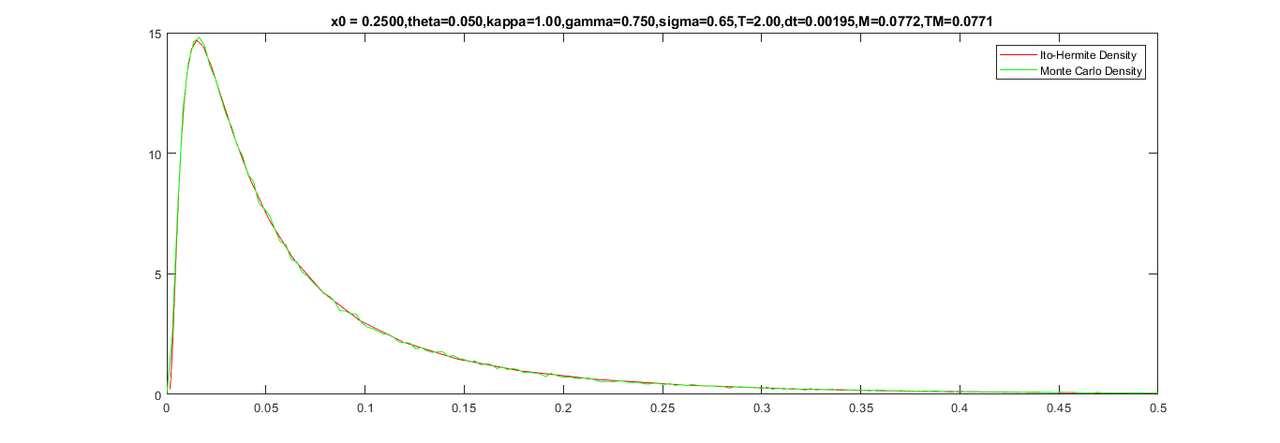 x0 = 0.2500,theta=0.050,kappa=1.00,gamma=0.750,sigma=0.65,T=2.00,dt=0.00195,M=0.0772,TM=0.0771
15
Ito-Hermite Density
Monte Carlo Density
10
5
0
0 0.05 0.1 0.15 0.2 0.25 0.3 0.35 0.4 0.45 0.5